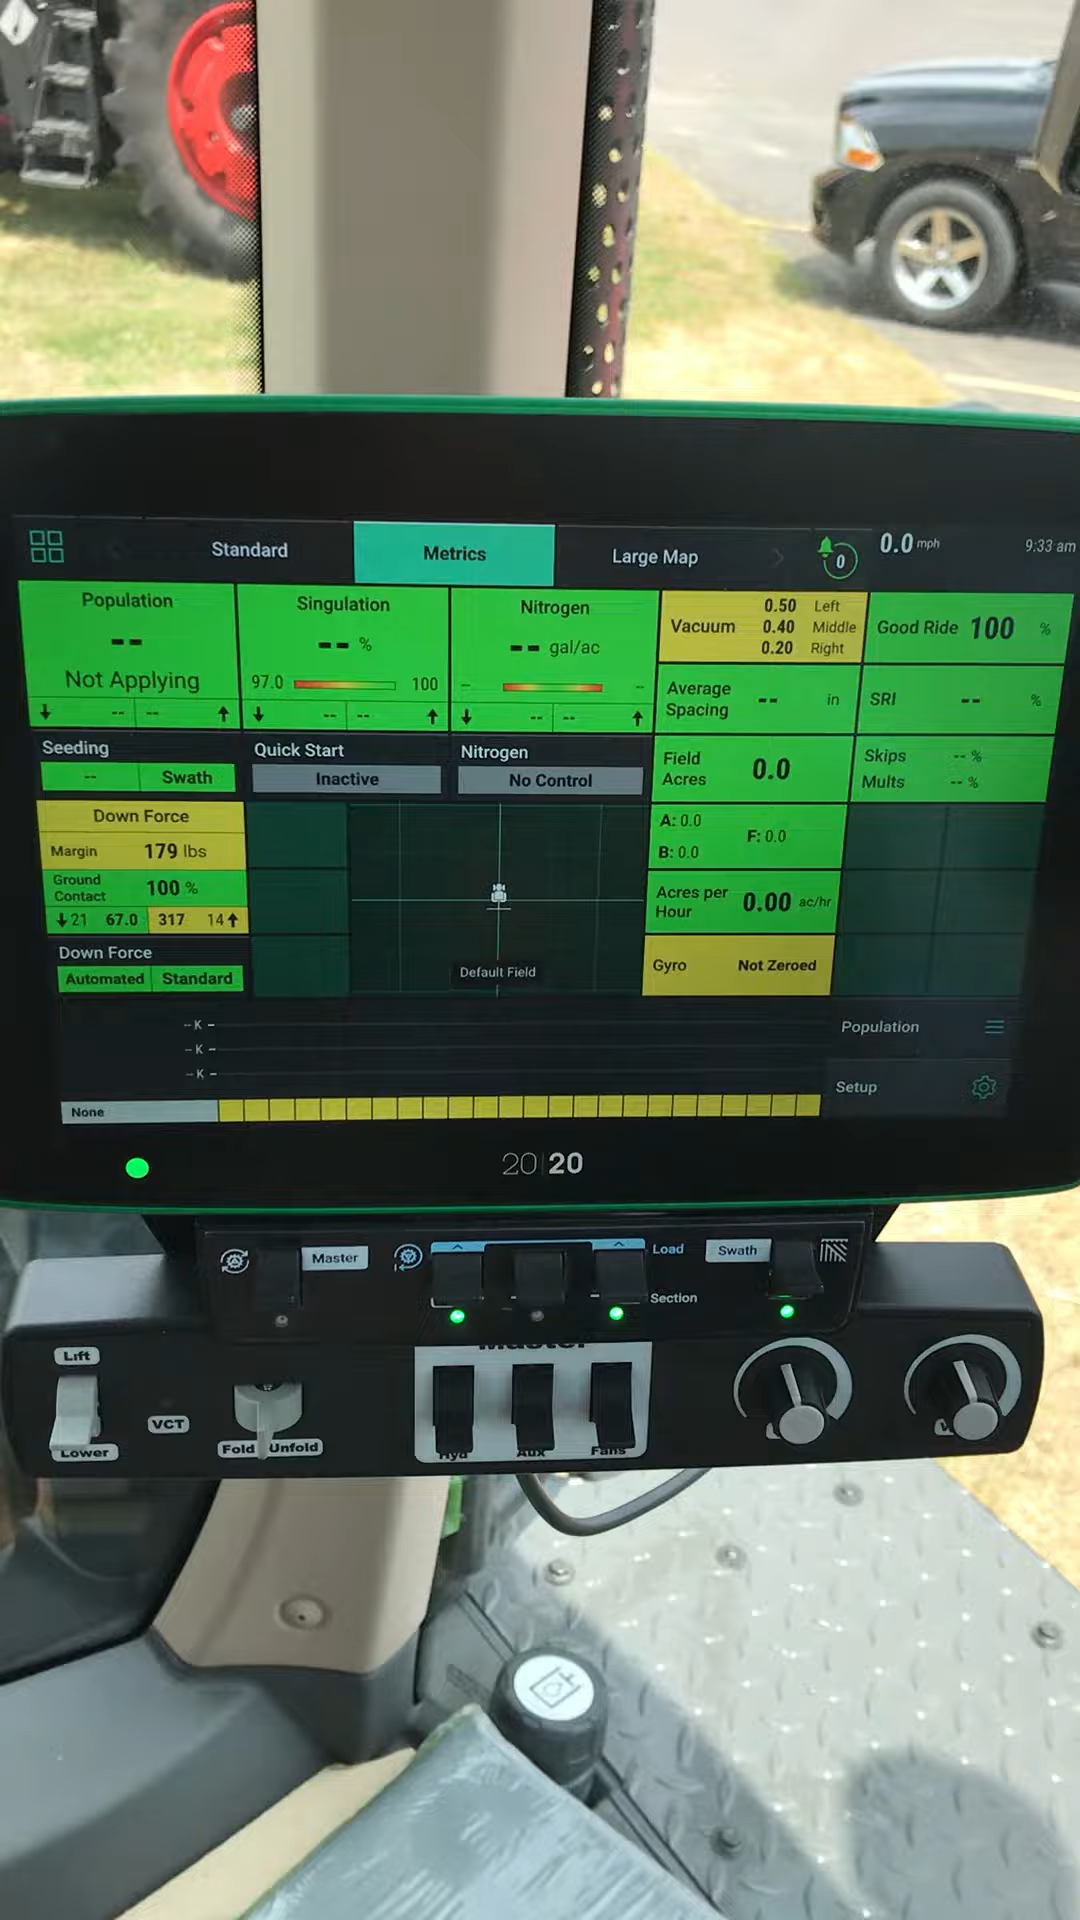 Standard
Metrics
Large Map
0
0.0 mph
9:33 am
Population
--
Not Applying
-- --
Singulation
-- %
97.0 100
-- --
Nitrogen
-- gal/ac
-- --
-- --
Vacuum
0.50 Left
0.40 Middle
0.20 Right
Good Ride 100 %
Average Spacing -- in
SRI -- %
Seeding
-- Swath
Quick Start
Inactive
Nitrogen
No Control
Field Acres 0.0
Skips -- %
Mults -- %
Down Force
Margin 179 lbs
Ground Contact 100 %
↓21 67.0 317 14↑
A: 0.0
B: 0.0
F: 0.0
Acres per Hour 0.00 ac/hr
Down Force
Automated Standard
Default Field
Gyro Not Zeroed
-- K –
-- K –
-- K –
Population
Setup
None
20|20
Master
Load
Section
Swath
Lift
Lower
VCT
Fold Unfold
Master
Hyd Aux Fans